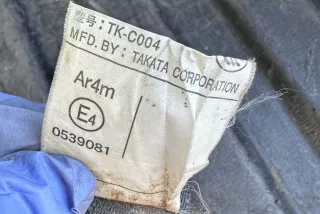 型号: TK-C004
MFD. BY: TAKATA CORPORATION
Ar4m
E4
0539081